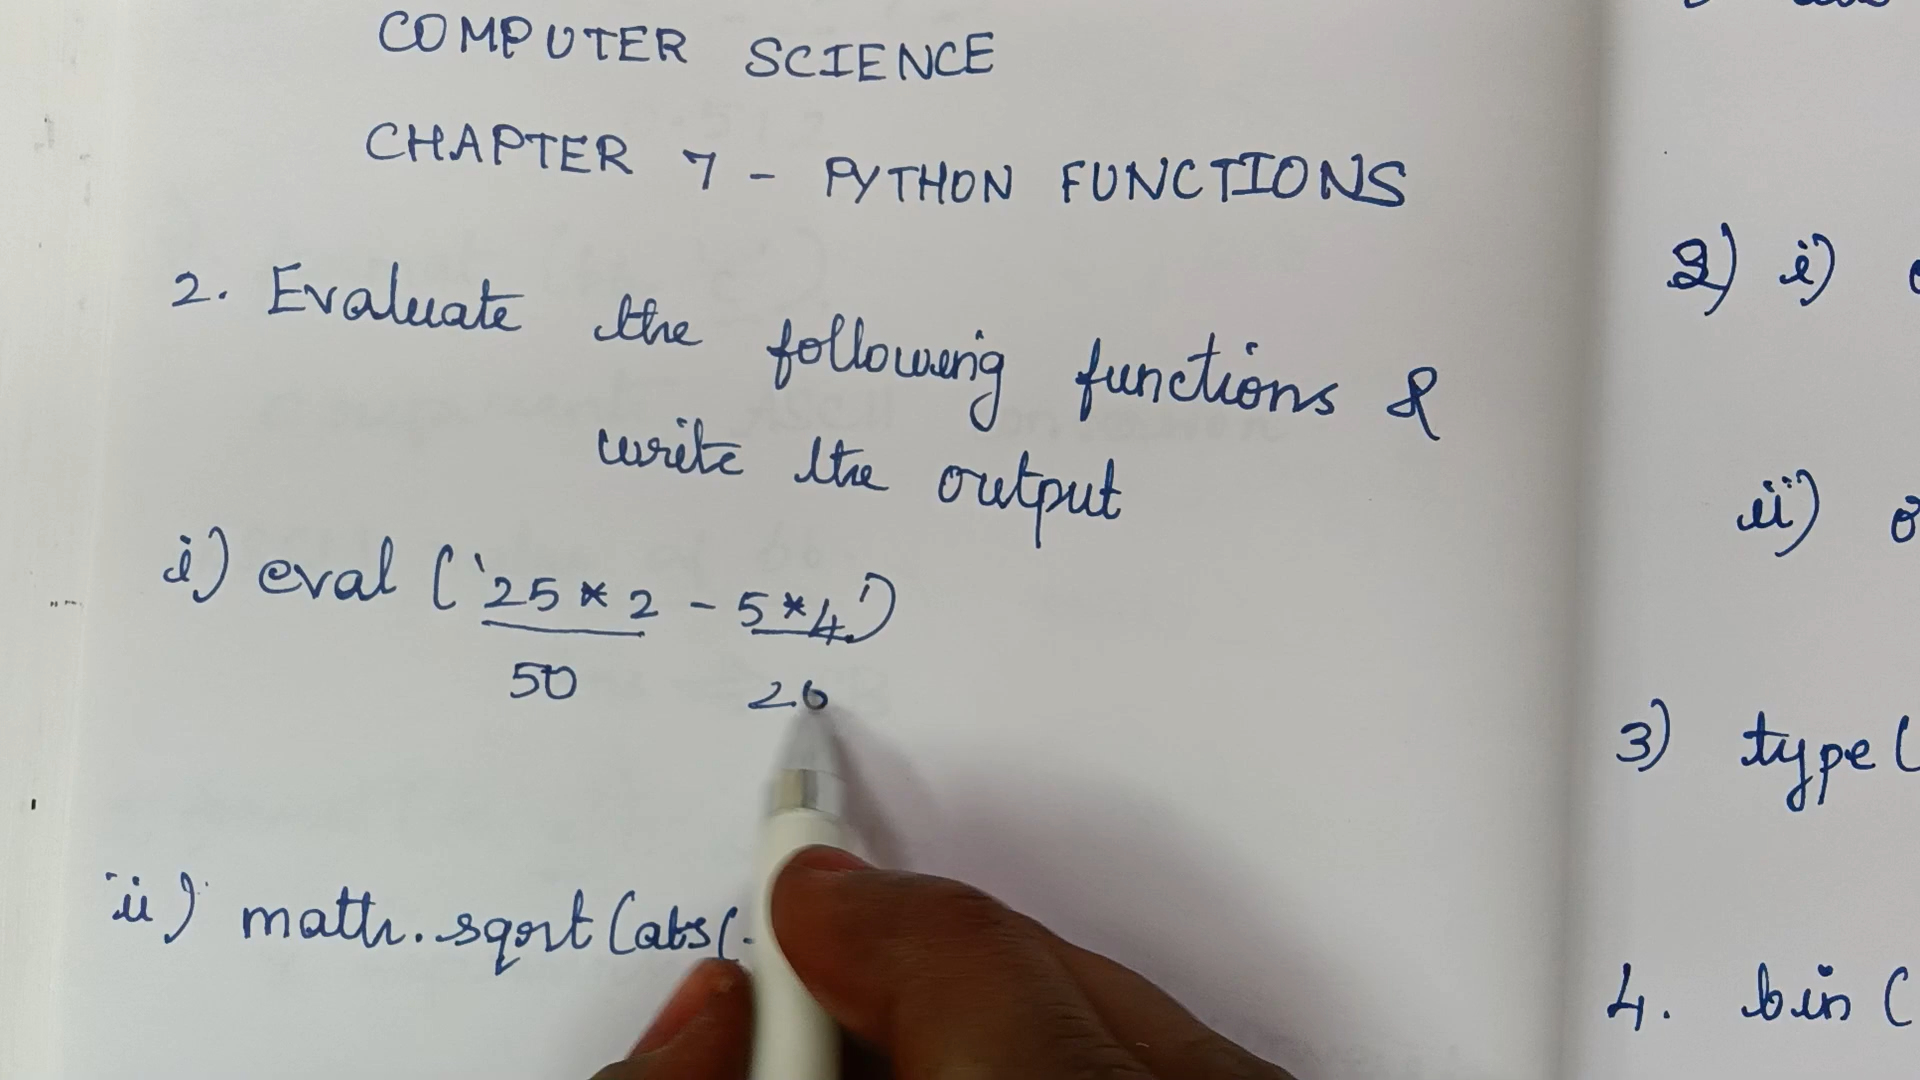 COMPUTER SCIENCE
CHAPTER 7 - PYTHON FUNCTIONS
2. Evaluate the following functions &
write the output
i) eval ('25 * 2 - 5 * 4')
50 20
ii) math.sqrt (abs(-
2) i)
ii)
3) type (
4. bin (